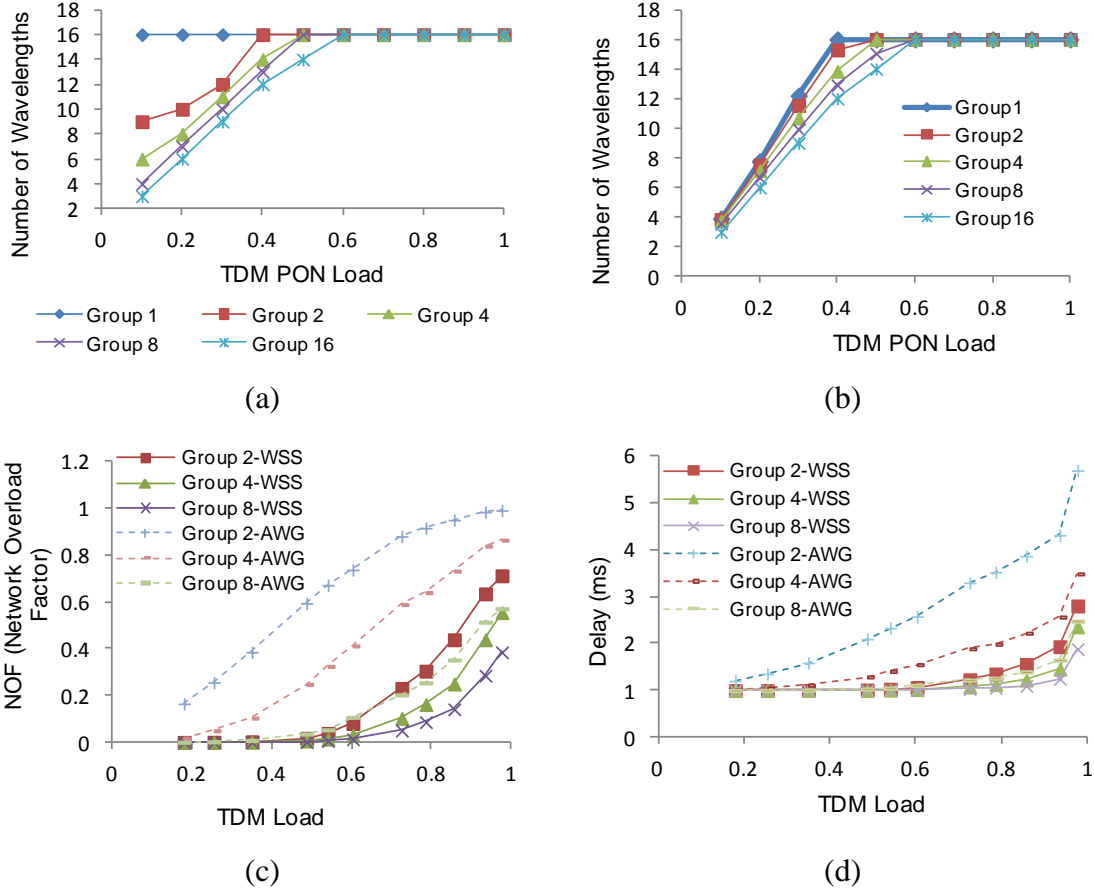 18
16
14
12
10
8
6
4
2
Number of Wavelengths
0 0.2 0.4 0.6 0.8 1
TDM PON Load
Group 1 Group 2 Group 4
Group 8 Group 16
(a)
18
16
14
12
10
8
6
4
2
0
Number of Wavelengths
Group1
Group2
Group4
Group8
Group16
0 0.2 0.4 0.6 0.8 1
TDM PON Load
(b)
1.2
1
0.8
0.6
0.4
0.2
0
NOF (Network Overload
Factor)
Group 2-WSS
Group 4-WSS
Group 8-WSS
Group 2-AWG
Group 4-AWG
Group 8-AWG
0 0.2 0.4 0.6 0.8 1
TDM Load
(c)
6
5
4
3
2
1
0
Delay (ms)
Group 2-WSS
Group 4-WSS
Group 8-WSS
Group 2-AWG
Group 4-AWG
Group 8-AWG
0 0.2 0.4 0.6 0.8 1
TDM Load
(d)